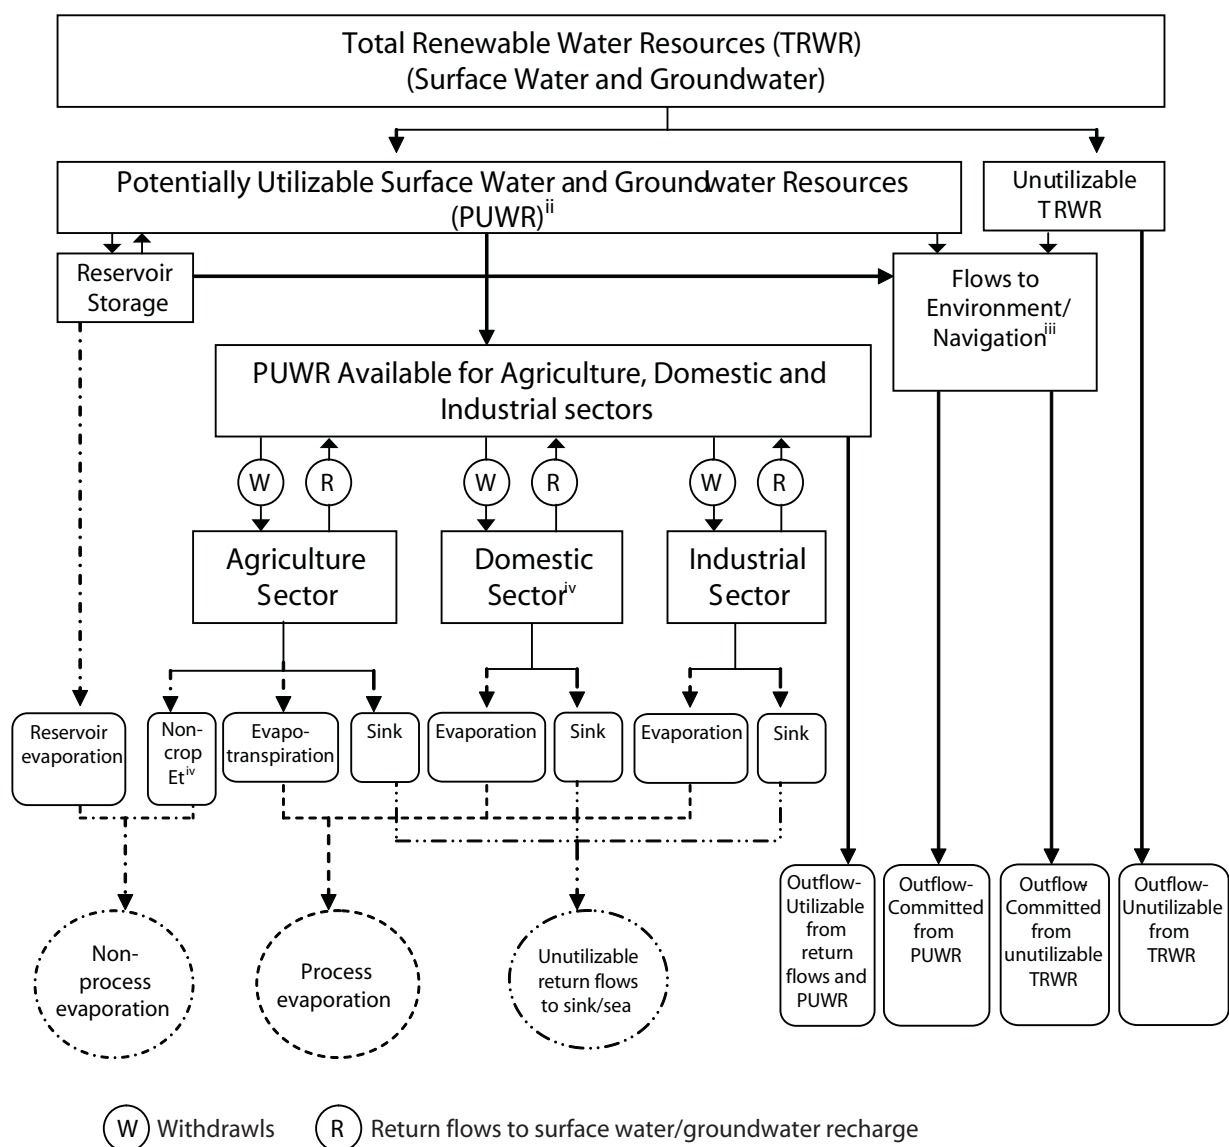 Total Renewable Water Resources (TRWR)
(Surface Water and Groundwater)
Potentially Utilizable Surface Water and Groundwater Resources
(PUWR)ii
Unutilizable
TRWR
Reservoir
Storage
Flows to
Environment/
Navigationiii
PUWR Available for Agriculture, Domestic and
Industrial sectors
W
R
W
R
W
R
Agriculture
Sector
Domestic
Sectoriv
Industrial
Sector
Reservoir
evaporation
Non-
crop
Etiv
Evapo-
transpiration
Sink
Evaporation
Sink
Evaporation
Sink
Outflow-
Utilizable
from
return
flows and
PUWR
Outflow-
Committed
from
PUWR
Outflow-
Committed
from
unutilizable
TRWR
Outflow-
Unutilizable
from
TRWR
Non-
process
evaporation
Process
evaporation
Unutilizable
return flows
to sink/sea
W Withdrawls
R Return flows to surface water/groundwater recharge